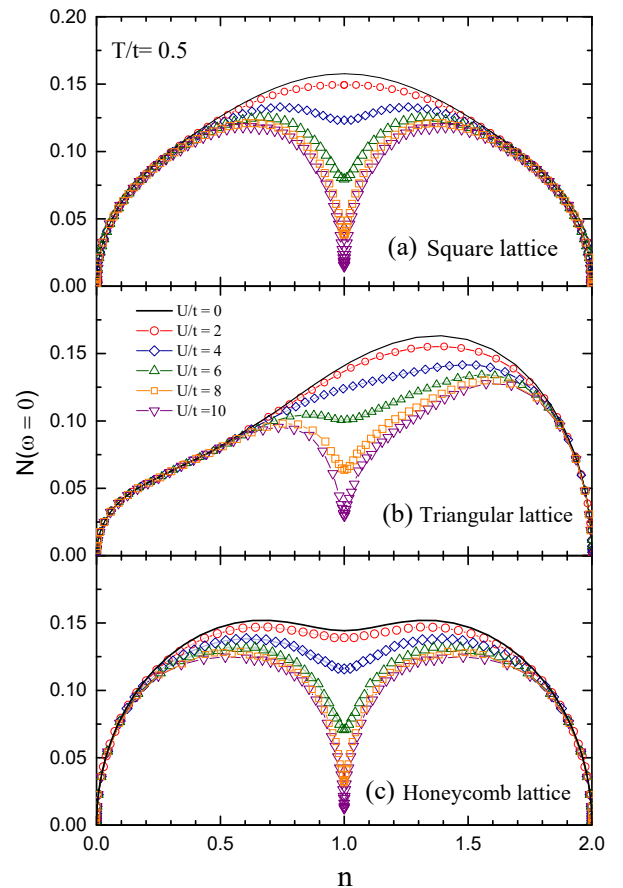 T/t= 0.5
0.20
0.15
0.10
0.05
0.00
(a) Square lattice
U/t = 0
U/t = 2
U/t = 4
U/t = 6
U/t = 8
U/t =10
0.15
0.10
0.05
0.00
(b) Triangular lattice
N(ω = 0)
0.15
0.10
0.05
0.00
(c) Honeycomb lattice
0.0 0.5 1.0 1.5 2.0
n